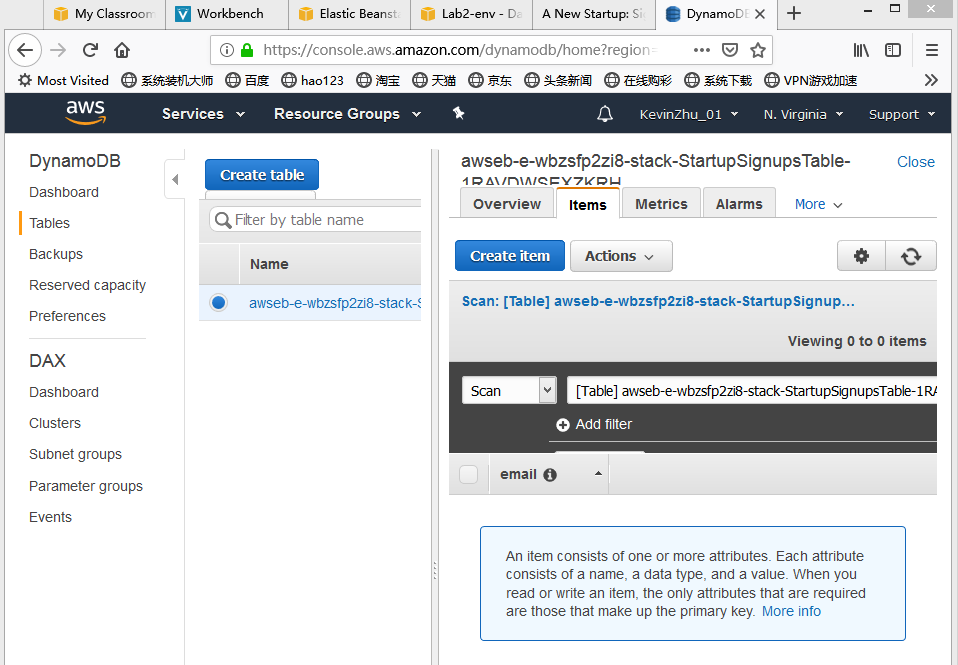 My Classroom
Workbench
Elastic Beansta
Lab2-env - Da
A New Startup: Si
DynamoDB
https://console.aws.amazon.com/dynamodb/home?region=
Most Visited
系统装机大师
百度
hao123
淘宝
天猫
京东
头条新闻
在线购彩
系统下载
VPN游戏加速
aws
Services
Resource Groups
KevinZhu_01
N. Virginia
Support
DynamoDB
Dashboard
Tables
Backups
Reserved capacity
Preferences
DAX
Dashboard
Clusters
Subnet groups
Parameter groups
Events
Create table
Filter by table name
Name
awseb-e-wbzsfp2zi8-stack-S
awseb-e-wbzsfp2zi8-stack-StartupSignupsTable-
1RAVDWSEXZKRH
Close
Overview
Items
Metrics
Alarms
More
Create item
Actions
Scan: [Table] awseb-e-wbzsfp2zi8-stack-StartupSignup...
Viewing 0 to 0 items
Scan
[Table] awseb-e-wbzsfp2zi8-stack-StartupSignupsTable-1RA
Add filter
email
An item consists of one or more attributes. Each attribute
consists of a name, a data type, and a value. When you
read or write an item, the only attributes that are required
are those that make up the primary key. More info